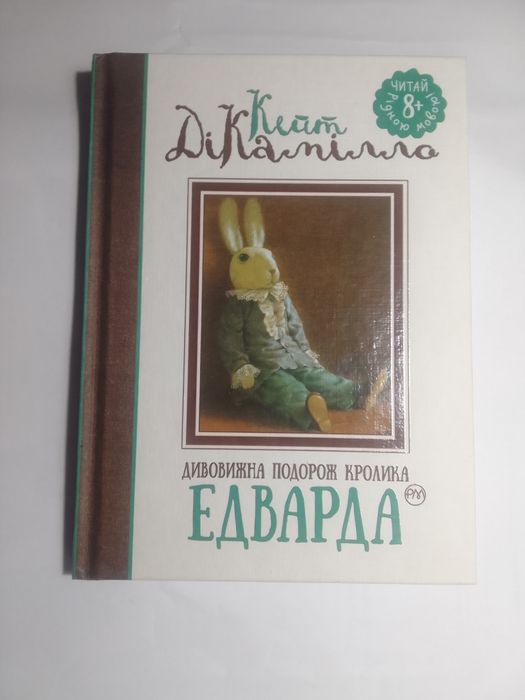 ЧИТАЙ
8+
РІДНОЮ МОВОЮ!
Кейт
ДіКамілло
ДИВОВИЖНА ПОДОРОЖ КРОЛИКА
ЕДВАРДА
РМ